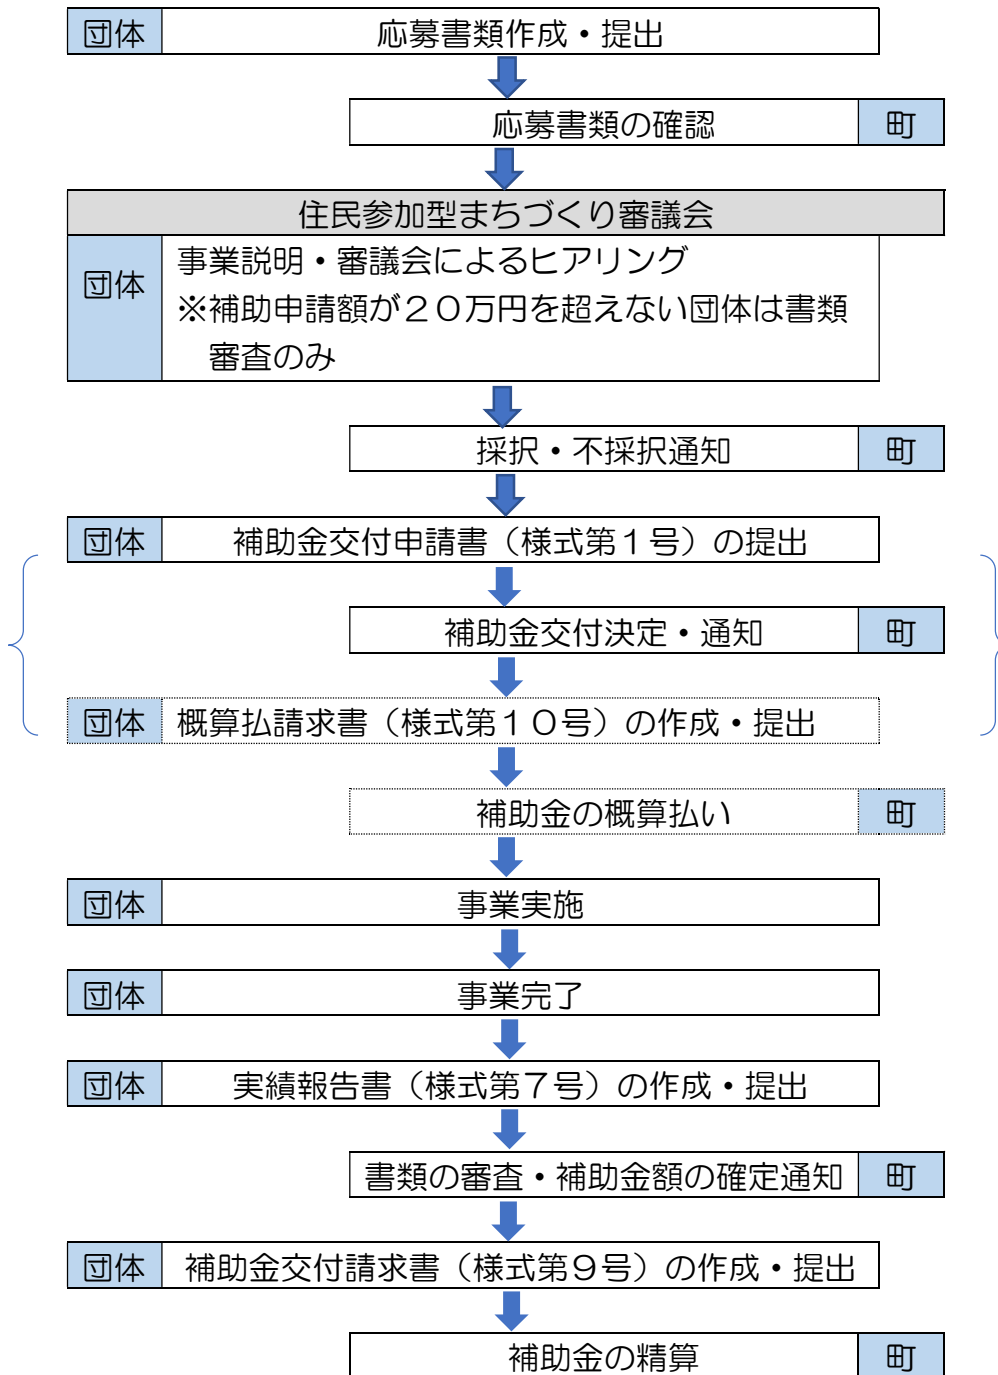 団体 応募書類作成・提出
応募書類の確認 町
住民参加型まちづくり審議会
団体 事業説明・審議会によるヒアリング
※補助申請額が２０万円を超えない団体は書類
審査のみ
採択・不採択通知 町
団体 補助金交付申請書（様式第１号）の提出
補助金交付決定・通知 町
団体 概算払請求書（様式第１０号）の作成・提出
補助金の概算払い 町
団体 事業実施
団体 事業完了
団体 実績報告書（様式第７号）の作成・提出
書類の審査・補助金額の確定通知 町
団体 補助金交付請求書（様式第９号）の作成・提出
補助金の精算 町